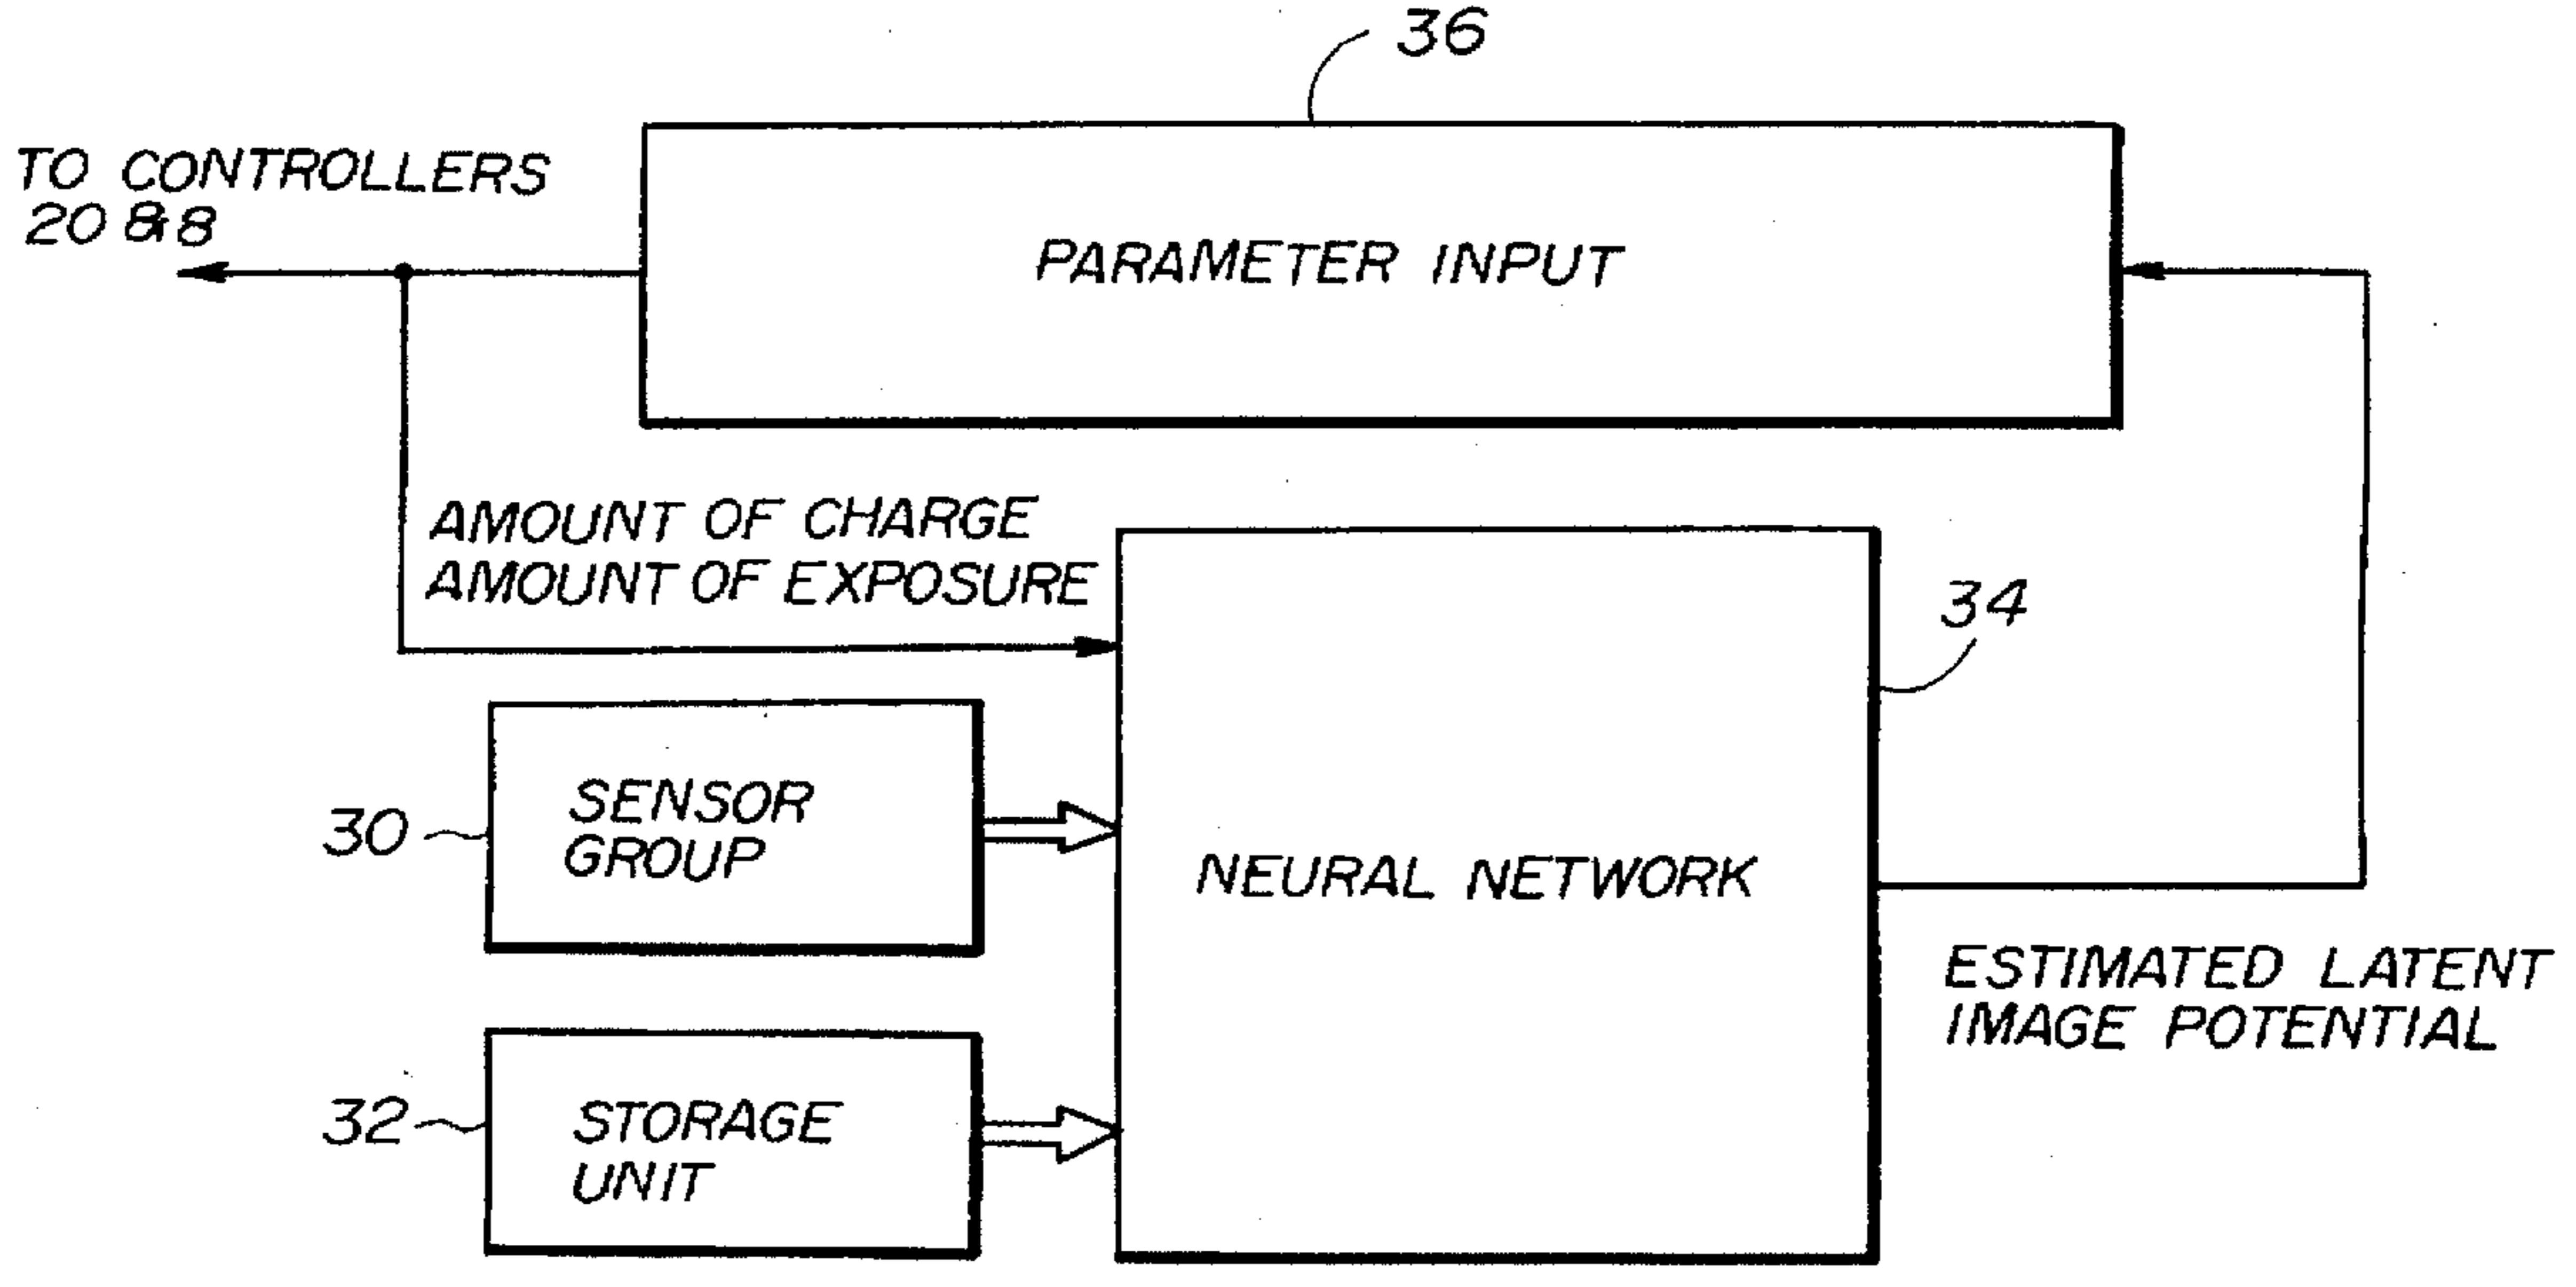 36
TO CONTROLLERS
20 & 8
PARAMETER INPUT
AMOUNT OF CHARGE
AMOUNT OF EXPOSURE
34
30
SENSOR
GROUP
NEURAL NETWORK
ESTIMATED LATENT
IMAGE POTENTIAL
32
STORAGE
UNIT